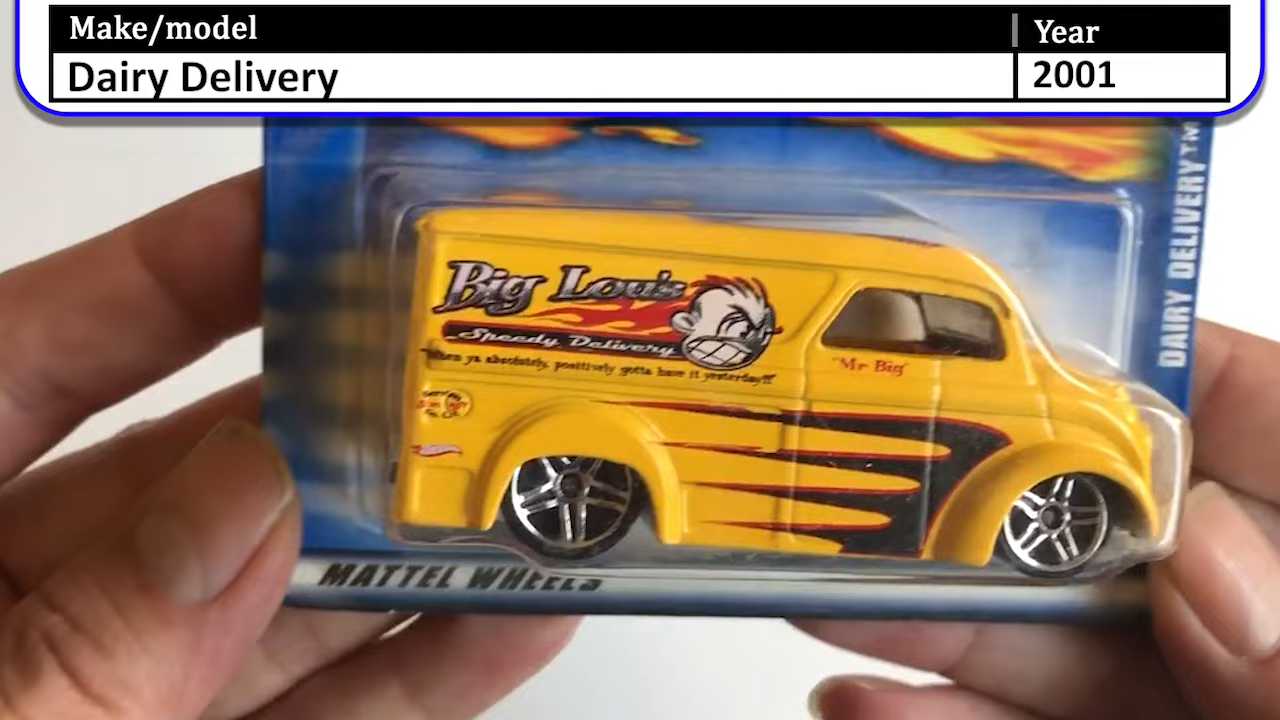 Make/model Year
Dairy Delivery 2001
DAIRY DELIVERY™
Big Lou's
Speedy Delivery
"When ya absolutely, positively gotta have it yesterday!!"
"Mr Big"
MATTEL WHEELS